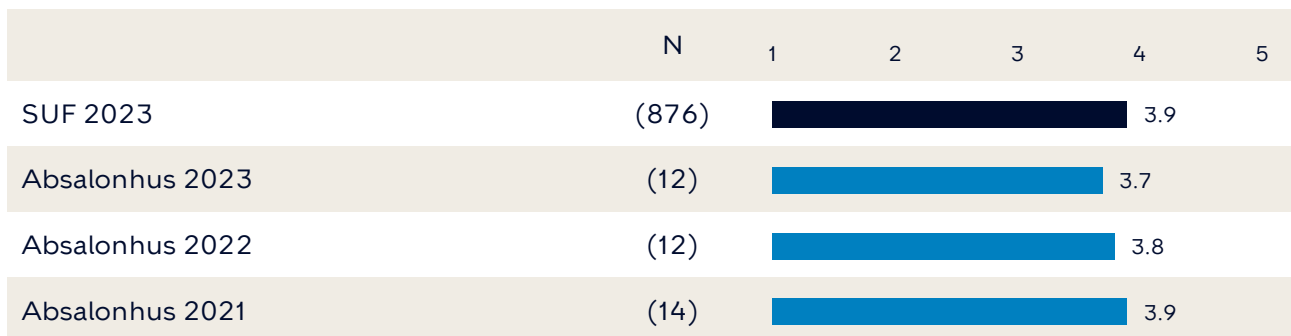 N 1 2 3 4 5
SUF 2023 (876) 3.9
Absalonhus 2023 (12) 3.7
Absalonhus 2022 (12) 3.8
Absalonhus 2021 (14) 3.9